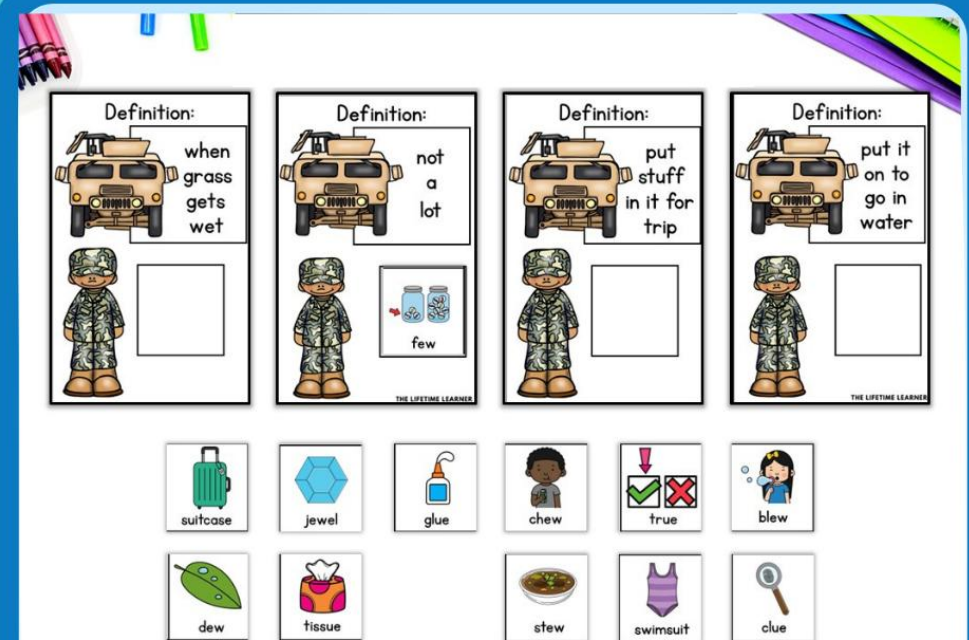 Definition:
when
grass
gets
wet
Definition:
not
a
lot
few
THE LIFETIME LEARNER
Definition:
put
stuff
in it for
trip
Definition:
put it
on to
go in
water
THE LIFETIME LEARNER
suitcase
jewel
glue
chew
true
blew
dew
tissue
stew
swimsuit
clue